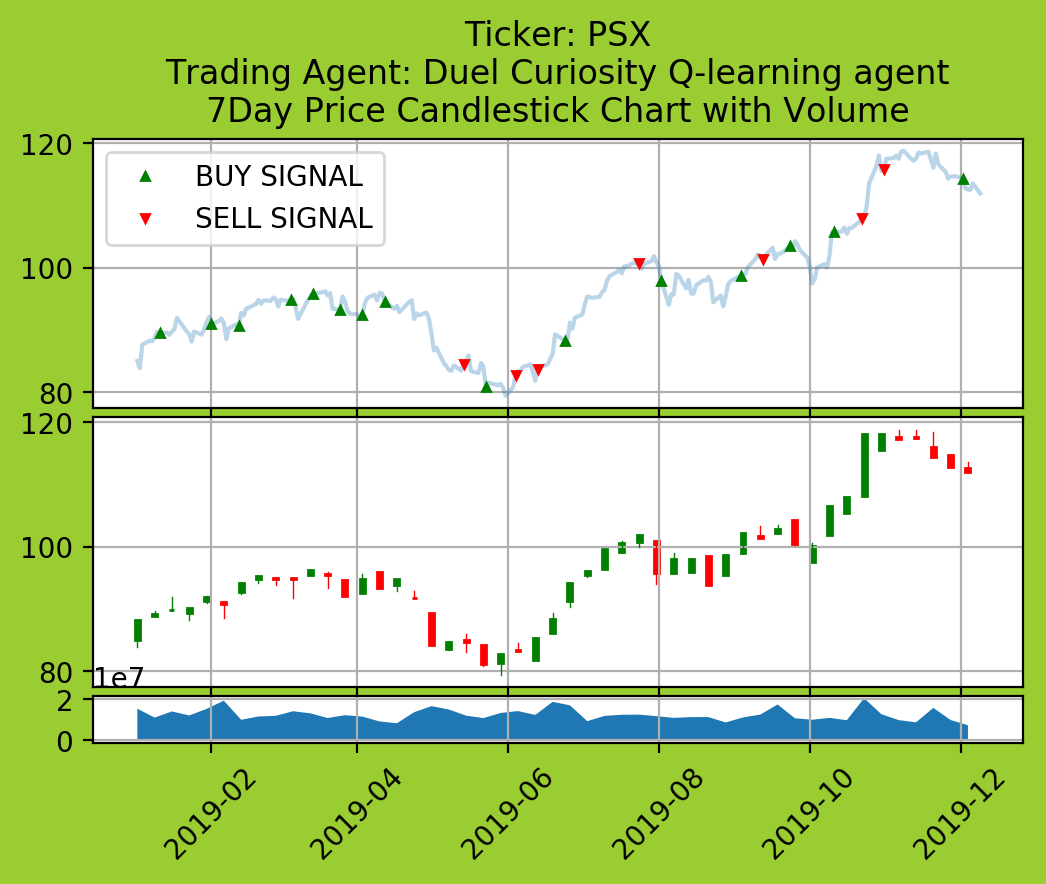 Ticker: PSX
Trading Agent: Duel Curiosity Q-learning agent
7Day Price Candlestick Chart with Volume
120
100
80
BUY SIGNAL
SELL SIGNAL
120
100
80
1e7
2
0
2019-02
2019-04
2019-06
2019-08
2019-10
2019-12